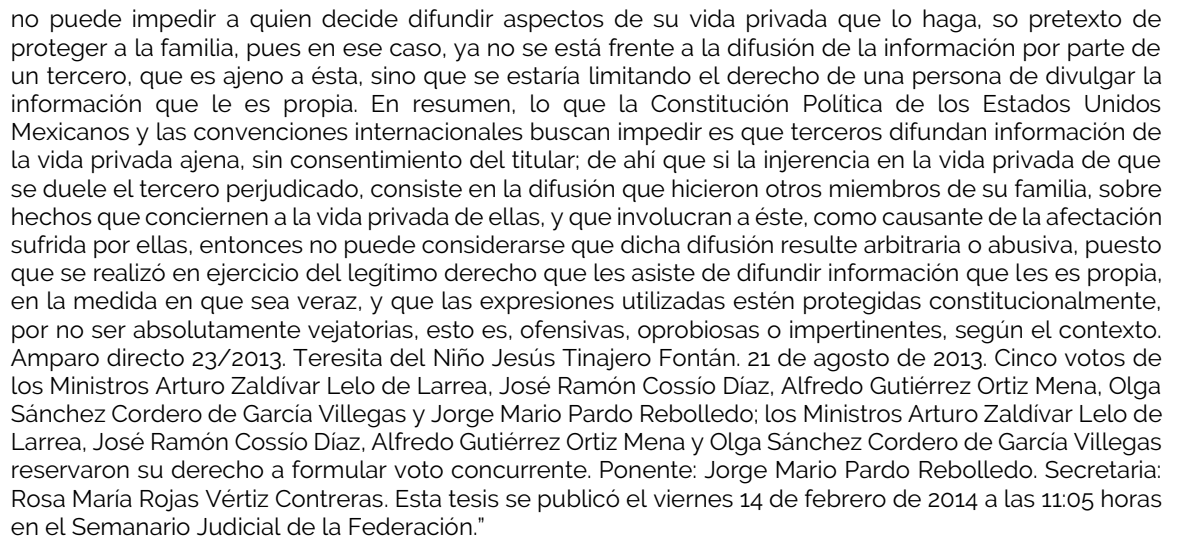 no puede impedir a quien decide difundir aspectos de su vida privada que lo haga, so pretexto de
proteger a la familia, pues en ese caso, ya no se está frente a la difusión de la información por parte de
un tercero, que es ajeno a ésta, sino que se estaría limitando el derecho de una persona de divulgar la
información que le es propia. En resumen, lo que la Constitución Política de los Estados Unidos
Mexicanos y las convenciones internacionales buscan impedir es que terceros difundan información de
la vida privada ajena, sin consentimiento del titular; de ahí que si la injerencia en la vida privada de que
se duele el tercero perjudicado, consiste en la difusión que hicieron otros miembros de su familia, sobre
hechos que conciernen a la vida privada de ellas, y que involucran a éste, como causante de la afectación
sufrida por ellas, entonces no puede considerarse que dicha difusión resulte arbitraria o abusiva, puesto
que se realizó en ejercicio del legítimo derecho que les asiste de difundir información que les es propia,
en la medida en que sea veraz, y que las expresiones utilizadas estén protegidas constitucionalmente,
por no ser absolutamente vejatorias, esto es, ofensivas, oprobiosas o impertinentes, según el contexto.
Amparo directo 23/2013. Teresita del Niño Jesús Tinajero Fontán. 21 de agosto de 2013. Cinco votos de
los Ministros Arturo Zaldívar Lelo de Larrea, José Ramón Cossío Díaz, Alfredo Gutiérrez Ortiz Mena, Olga
Sánchez Cordero de García Villegas y Jorge Mario Pardo Rebolledo; los Ministros Arturo Zaldívar Lelo de
Larrea, José Ramón Cossío Díaz, Alfredo Gutiérrez Ortiz Mena y Olga Sánchez Cordero de García Villegas
reservaron su derecho a formular voto concurrente. Ponente: Jorge Mario Pardo Rebolledo. Secretaria:
Rosa María Rojas Vértiz Contreras. Esta tesis se publicó el viernes 14 de febrero de 2014 a las 11:05 horas
en el Semanario Judicial de la Federación.”